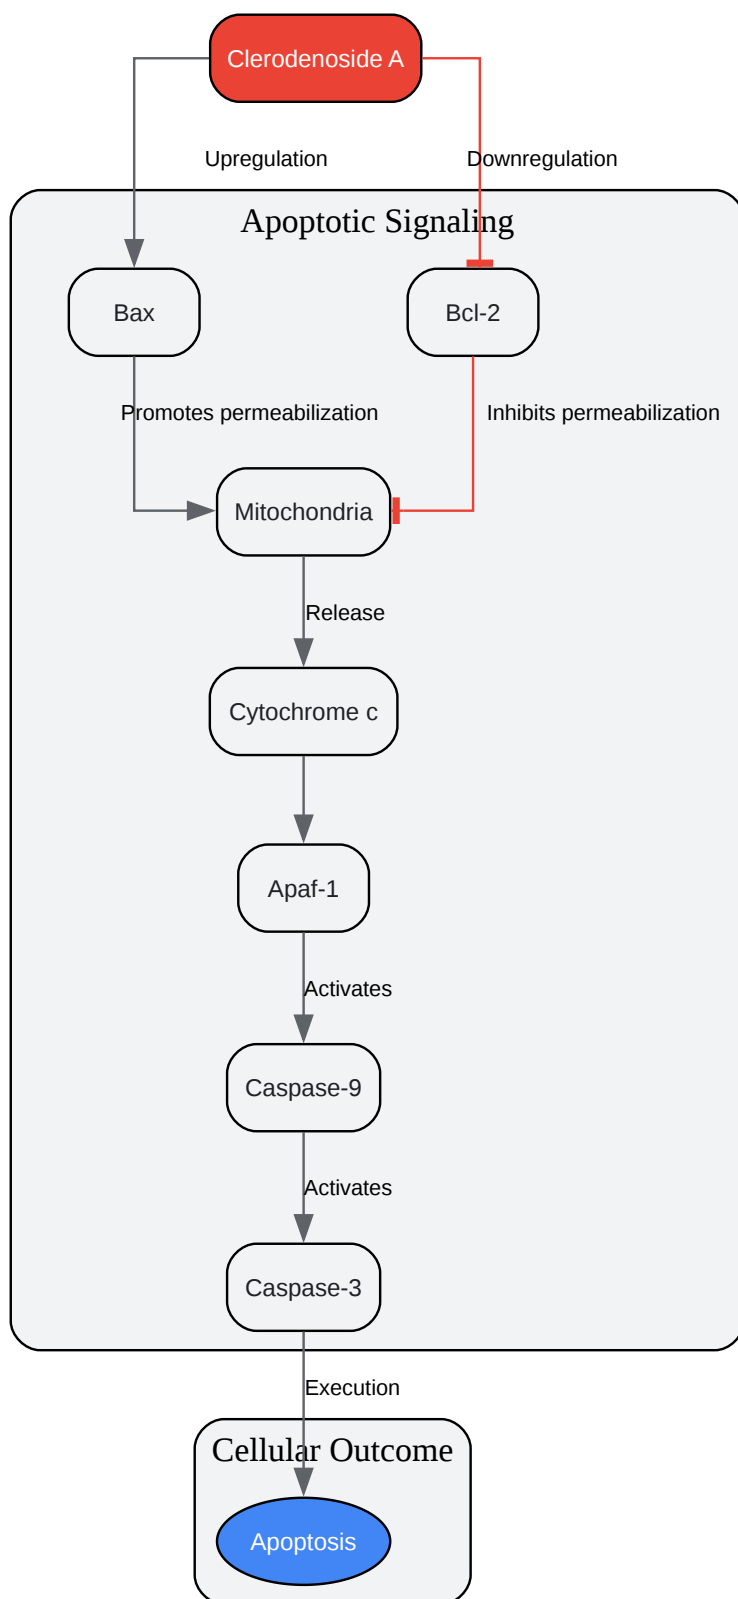 Clerodenoside A
Upregulation
Downregulation
Apoptotic Signaling
Bax
Bcl-2
Promotes permeabilization
Inhibits permeabilization
Mitochondria
Release
Cytochrome c
Apaf-1
Activates
Caspase-9
Activates
Caspase-3
Execution
Cellular Outcome
Apoptosis